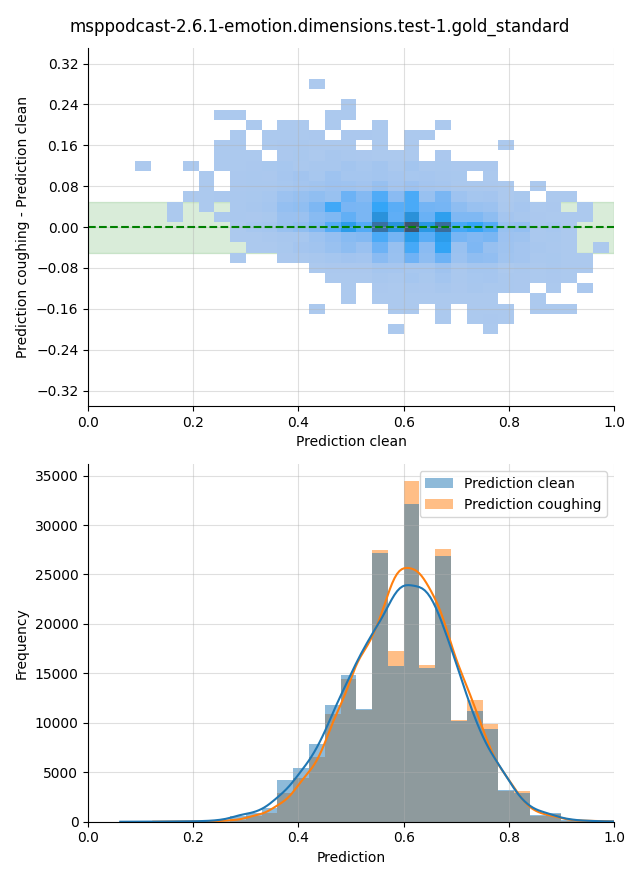 msppodcast-2.6.1-emotion.dimensions.test-1.gold_standard
Prediction coughing - Prediction clean
0.32
0.24
0.16
0.08
0.00
−0.08
−0.16
−0.24
−0.32
0.0 0.2 0.4 0.6 0.8 1.0
Prediction clean
Frequency
35000
30000
25000
20000
15000
10000
5000
0
Prediction clean
Prediction coughing
0.0 0.2 0.4 0.6 0.8 1.0
Prediction